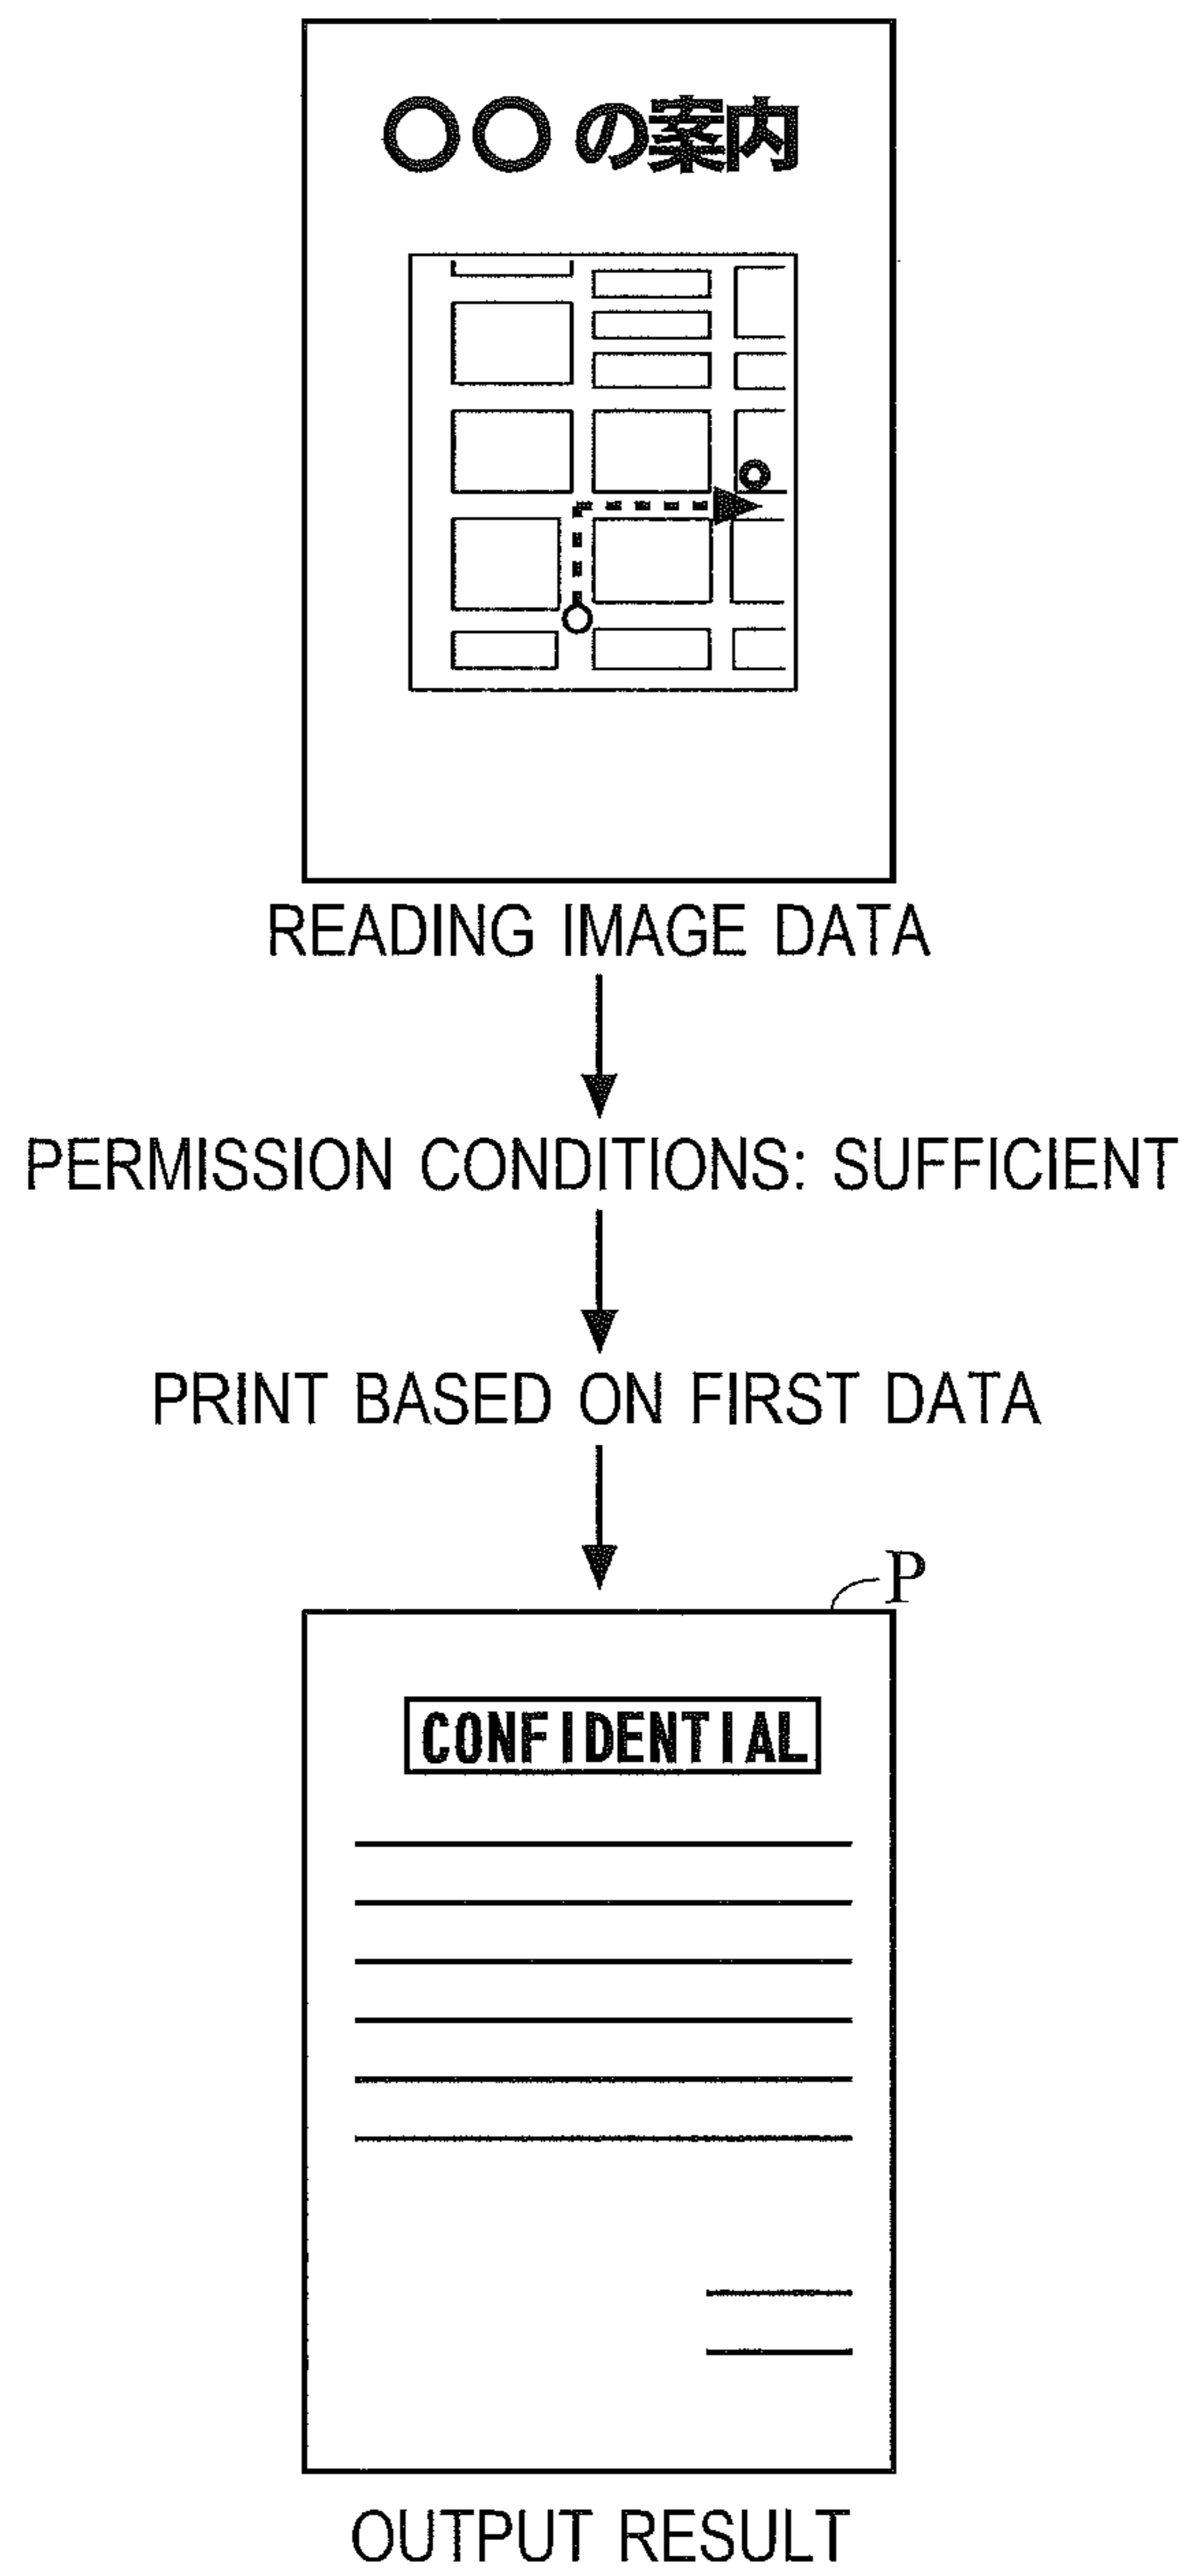 ○○の案内
READING IMAGE DATA
PERMISSION CONDITIONS: SUFFICIENT
PRINT BASED ON FIRST DATA
P
CONFIDENTIAL
OUTPUT RESULT